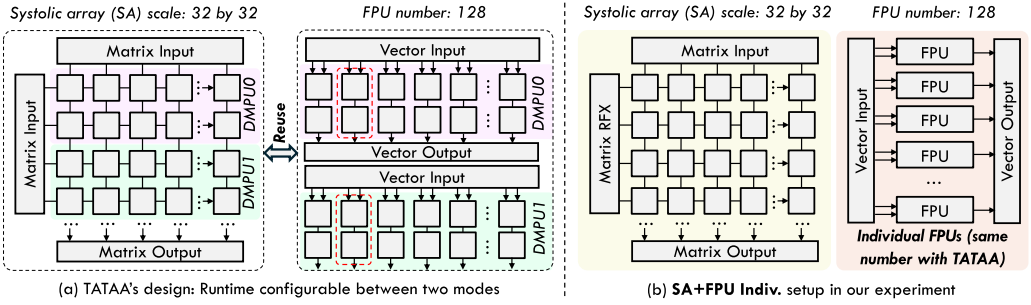 Systolic array (SA) scale: 32 by 32
FPU number: 128
Matrix Input
Matrix Input
DMPU0
DMPU1
...
...
...
...
Matrix Output
Reuse
Vector Input
DMPU0
Vector Output
Vector Input
DMPU1
(a) TATAA's design: Runtime configurable between two modes
Systolic array (SA) scale: 32 by 32
FPU number: 128
Matrix Input
Matrix RFX
...
...
...
...
Matrix Output
Vector Input
FPU
FPU
FPU
FPU
...
FPU
Vector Output
Individual FPUs (same
number with TATAA)
(b) SA+FPU Indiv. setup in our experiment